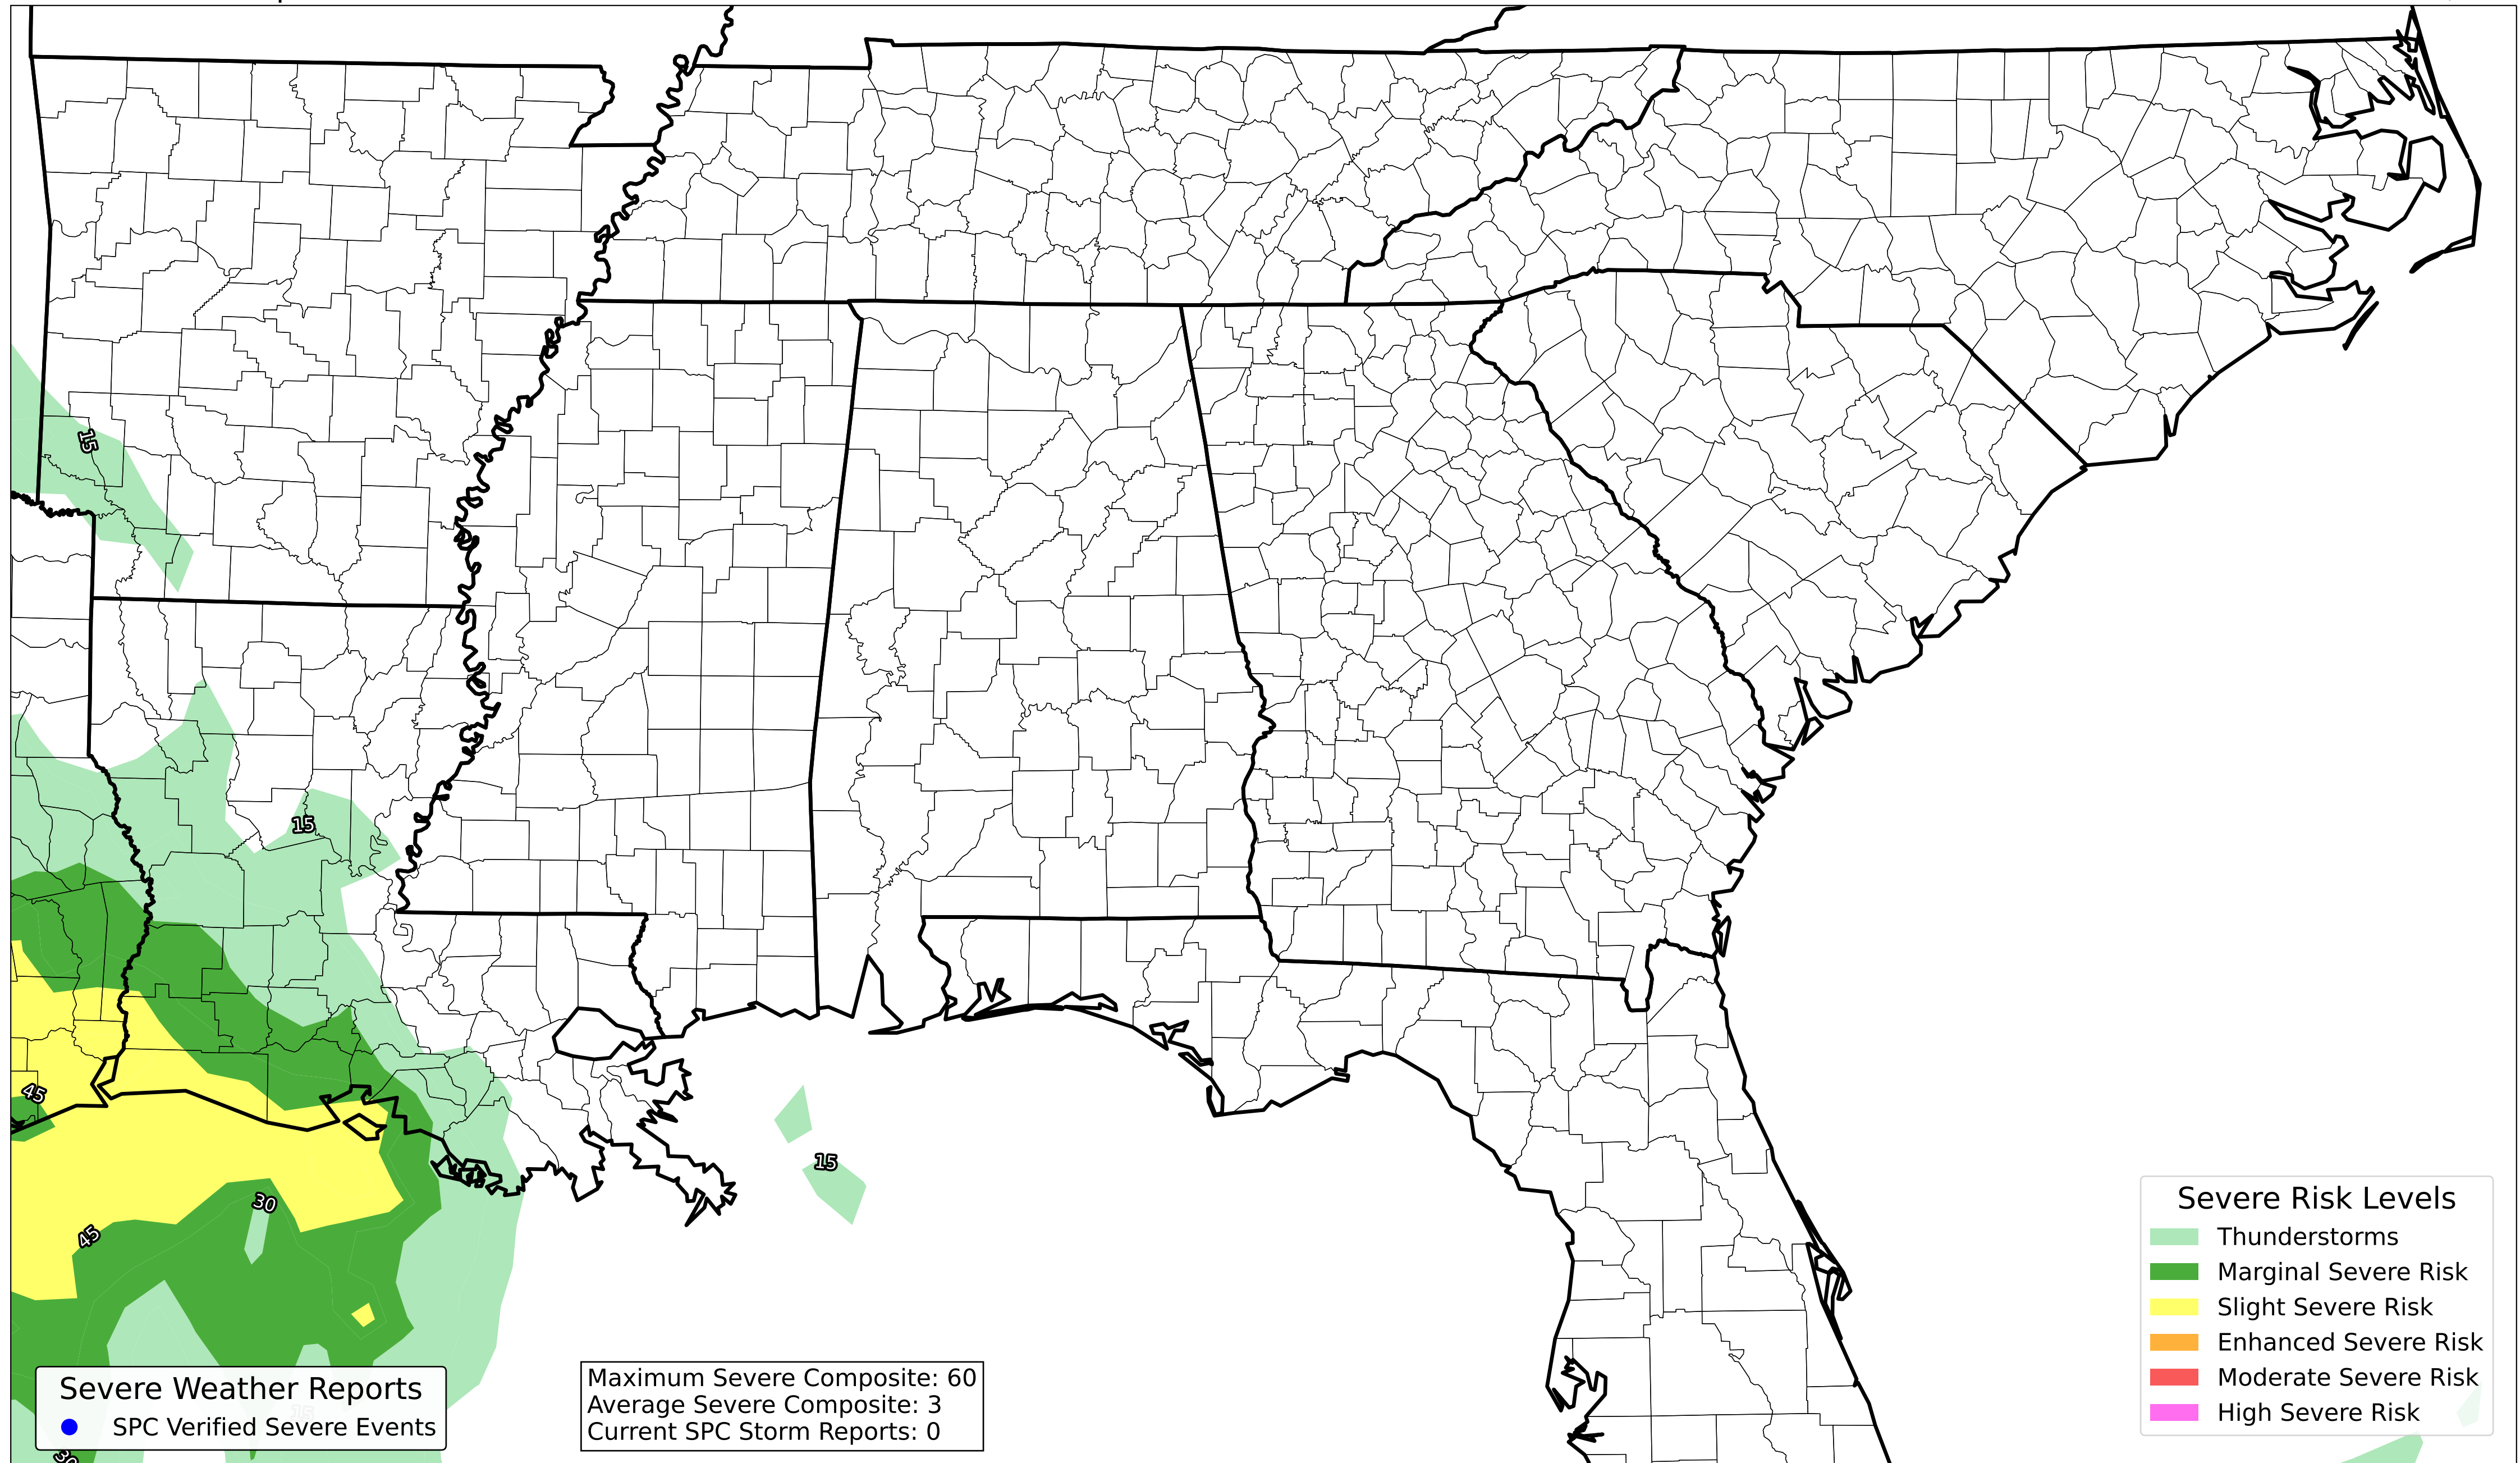 15
15
45
30
45
15
30
Severe Weather Reports
SPC Verified Severe Events
Maximum Severe Composite: 60
Average Severe Composite: 3
Current SPC Storm Reports: 0
Severe Risk Levels
Thunderstorms
Marginal Severe Risk
Slight Severe Risk
Enhanced Severe Risk
Moderate Severe Risk
High Severe Risk